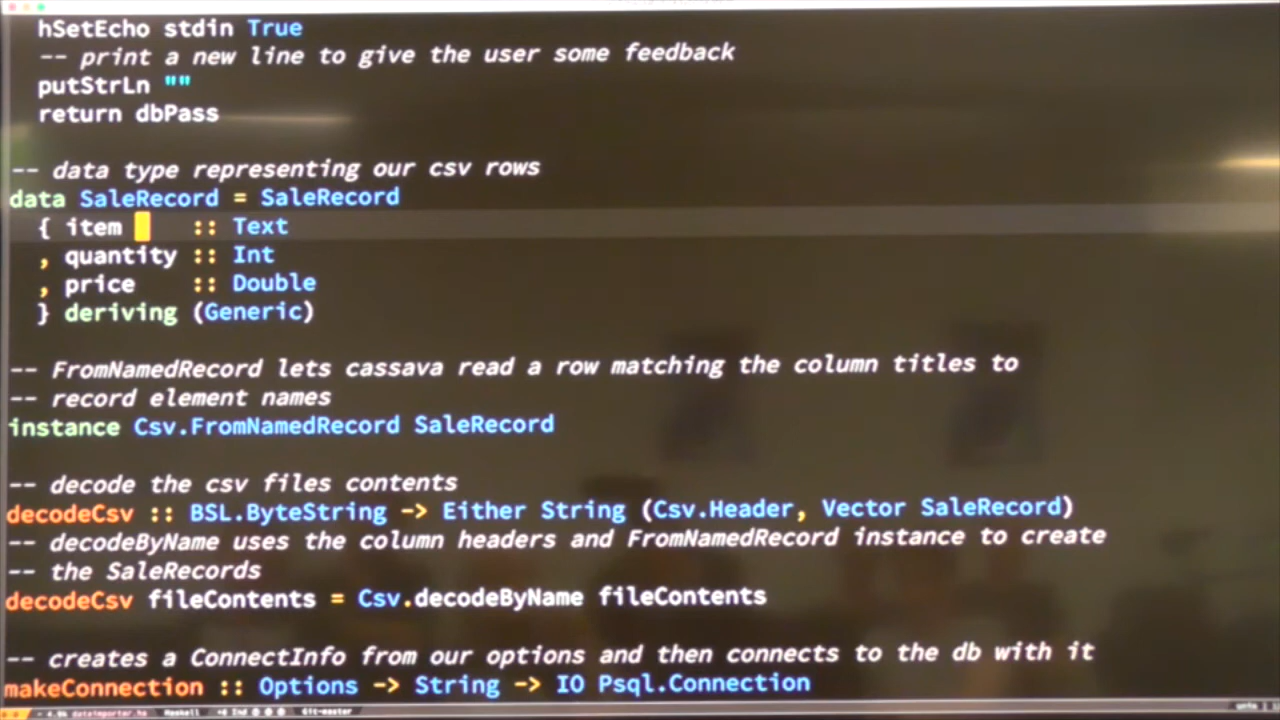 hSetEcho stdin True
-- print a new line to give the user some feedback
putStrLn ""
return dbPass
-- data type representing our csv rows
data SaleRecord = SaleRecord
{ item :: Text
, quantity :: Int
, price :: Double
} deriving (Generic)
-- FromNamedRecord lets cassava read a row matching the column titles to
-- record element names
instance Csv.FromNamedRecord SaleRecord
-- decode the csv files contents
decodeCsv :: BSL.ByteString -> Either String (Csv.Header, Vector SaleRecord)
-- decodeByName uses the column headers and FromNamedRecord instance to create
-- the SaleRecords
decodeCsv fileContents = Csv.decodeByName fileContents
-- creates a ConnectInfo from our options and then connects to the db with it
makeConnection :: Options -> String -> IO Psql.Connection
Haskell Git-master